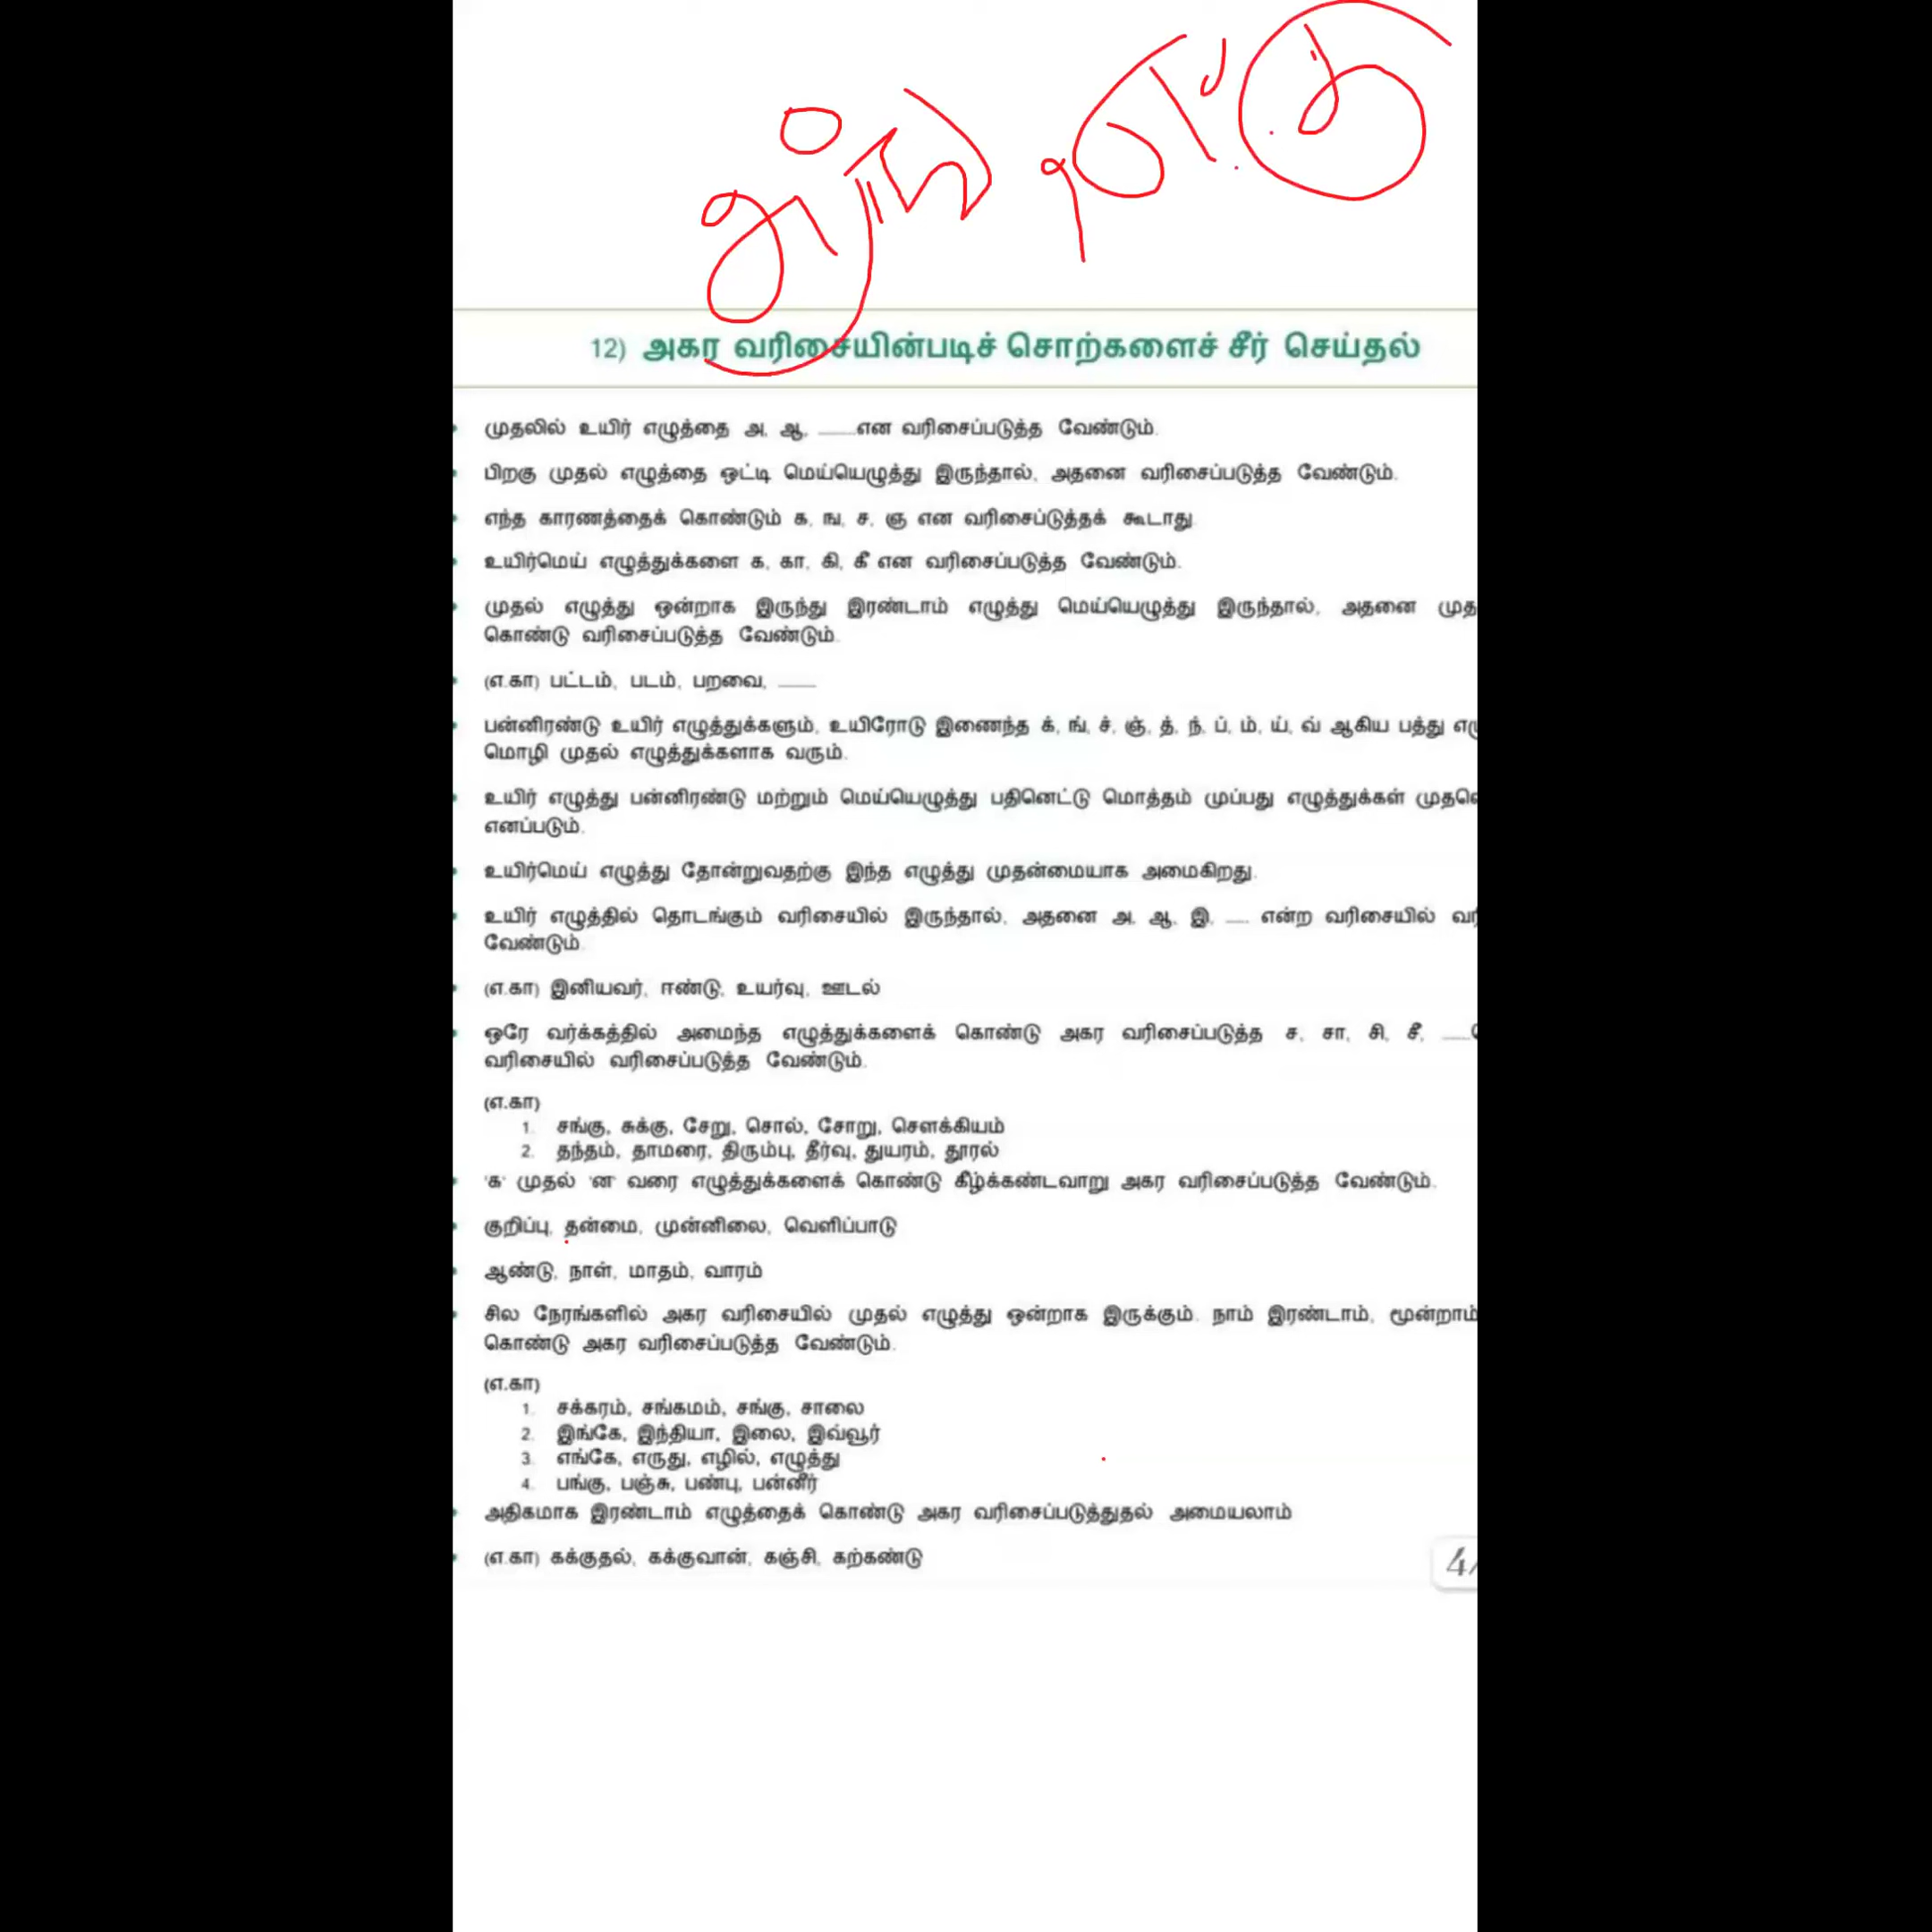 12) அகர வரிசையின்படிச் சொற்களைச் சீர் செய்தல்
முதலில் உயிர் எழுத்தை அ, ஆ, ........என வரிசைப்படுத்த வேண்டும்.
பிறகு முதல் எழுத்தை ஒட்டி மெய்யெழுத்து இருந்தால், அதனை வரிசைப்படுத்த வேண்டும்.
எந்த காரணத்தைக் கொண்டும் க, ங, ச, ஞ என வரிசைப்டுத்தக் கூடாது.
உயிர்மெய் எழுத்துக்களை க, கா, கி, கீ என வரிசைப்படுத்த வேண்டும்.
முதல் எழுத்து ஒன்றாக இருந்து இரண்டாம் எழுத்து மெய்யெழுத்து இருந்தால், அதனை
கொண்டு வரிசைப்படுத்த வேண்டும்.
(எ.கா) பட்டம், படம், பறவை, ........
பன்னிரண்டு உயிர் எழுத்துக்களும், உயிரோடு இணைந்த க், ங், ச், ஞ், த், ந், ப், ம், ய், வ் ஆகிய பத்து
மொழி முதல் எழுத்துக்களாக வரும்.
உயிர் எழுத்து பன்னிரண்டு மற்றும் மெய்யெழுத்து பதினெட்டு மொத்தம் முப்பது எழுத்துக்கள்
எனப்படும்.
உயிர்மெய் எழுத்து தோன்றுவதற்கு இந்த எழுத்து முதன்மையாக அமைகிறது.
உயிர் எழுத்தில் தொடங்கும் வரிசையில் இருந்தால், அதனை அ, ஆ, இ, ..... என்ற வரிசையில்
வேண்டும்.
(எ.கா) இனியவர், ஈண்டு, உயர்வு, ஊடல்
ஒரே வர்க்கத்தில் அமைந்த எழுத்துக்களைக் கொண்டு அகர வரிசைப்படுத்த ச, சா, சி, சீ, ......
வரிசையில் வரிசைப்படுத்த வேண்டும்.
(எ.கா)
1. சங்கு, சுக்கு, சேறு, சொல், சோறு, சௌக்கியம்
2. தந்தம், தாமரை, திரும்பு, தீர்வு, துயரம், தூரல்
'க' முதல் 'ன' வரை எழுத்துக்களைக் கொண்டு கீழ்க்கண்டவாறு அகர வரிசைப்படுத்த வேண்டும்.
குறிப்பு, தன்மை, முன்னிலை, வெளிப்பாடு
ஆண்டு, நாள், மாதம், வாரம்
சில நேரங்களில் அகர வரிசையில் முதல் எழுத்து ஒன்றாக இருக்கும். நாம் இரண்டாம், மூன்றாம்
கொண்டு அகர வரிசைப்படுத்த வேண்டும்.
(எ.கா)
1. சக்கரம், சங்கமம், சங்கு, சாலை
2. இங்கே, இந்தியா, இலை, இவ்வூர்
3. எங்கே, எருது, எழில், எழுத்து
4. பங்கு, பஞ்சு, பண்பு, பன்னீர்
அதிகமாக இரண்டாம் எழுத்தைக் கொண்டு அகர வரிசைப்படுத்துதல் அமையலாம்
(எ.கா) கக்குதல், கக்குவான், கஞ்சி, கற்கண்டு